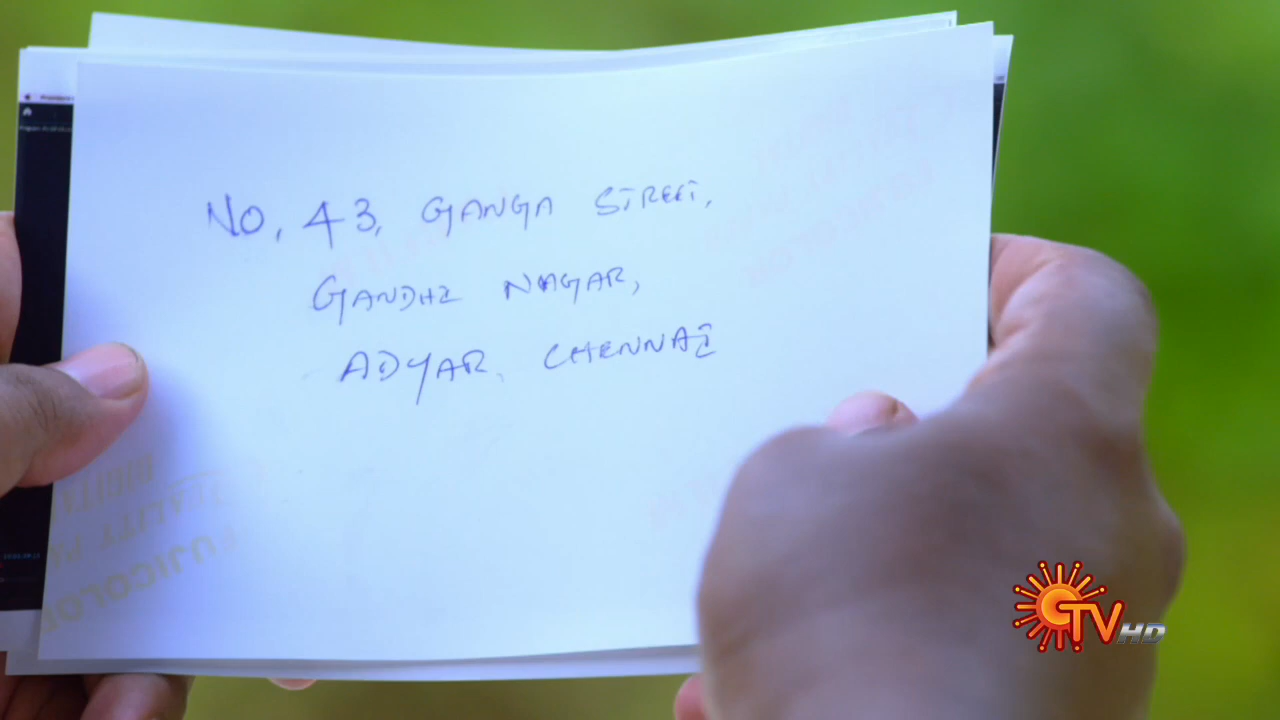 No, 43, GANGA STREET,
GANDHI NAGAR,
ADYAR, CHENNAI
TV HD